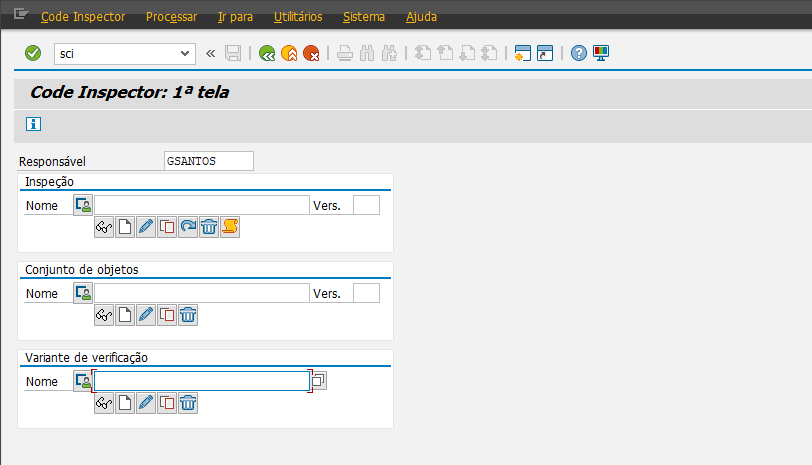 Code Inspector Processar Ir para Utilitários Sistema Ajuda
sci
Code Inspector: 1ª tela
Responsável GSANTOS
Inspeção
Nome Vers.
Conjunto de objetos
Nome Vers.
Variante de verificação
Nome